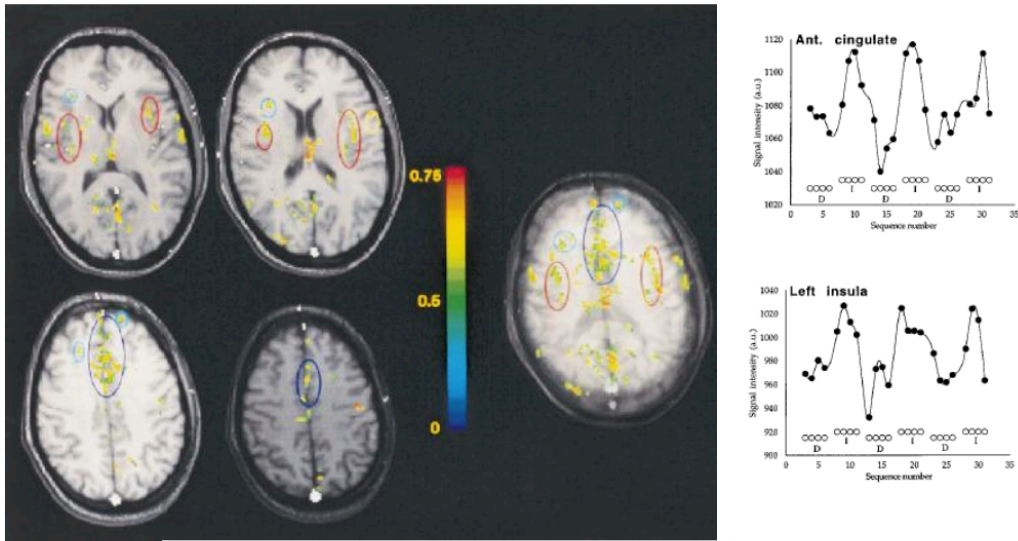 0.75
0.5
0
Ant. cingulate
Signal intensity (a.u.)
1120
1100
1080
1060
1040
1020
D I D I D I
0 5 10 15 20 25 30 35
Sequence number
Left insula
Signal intensity (a.u.)
1040
1020
1000
980
960
940
920
900
D I D I D I
0 5 10 15 20 25 30 35
Sequence number